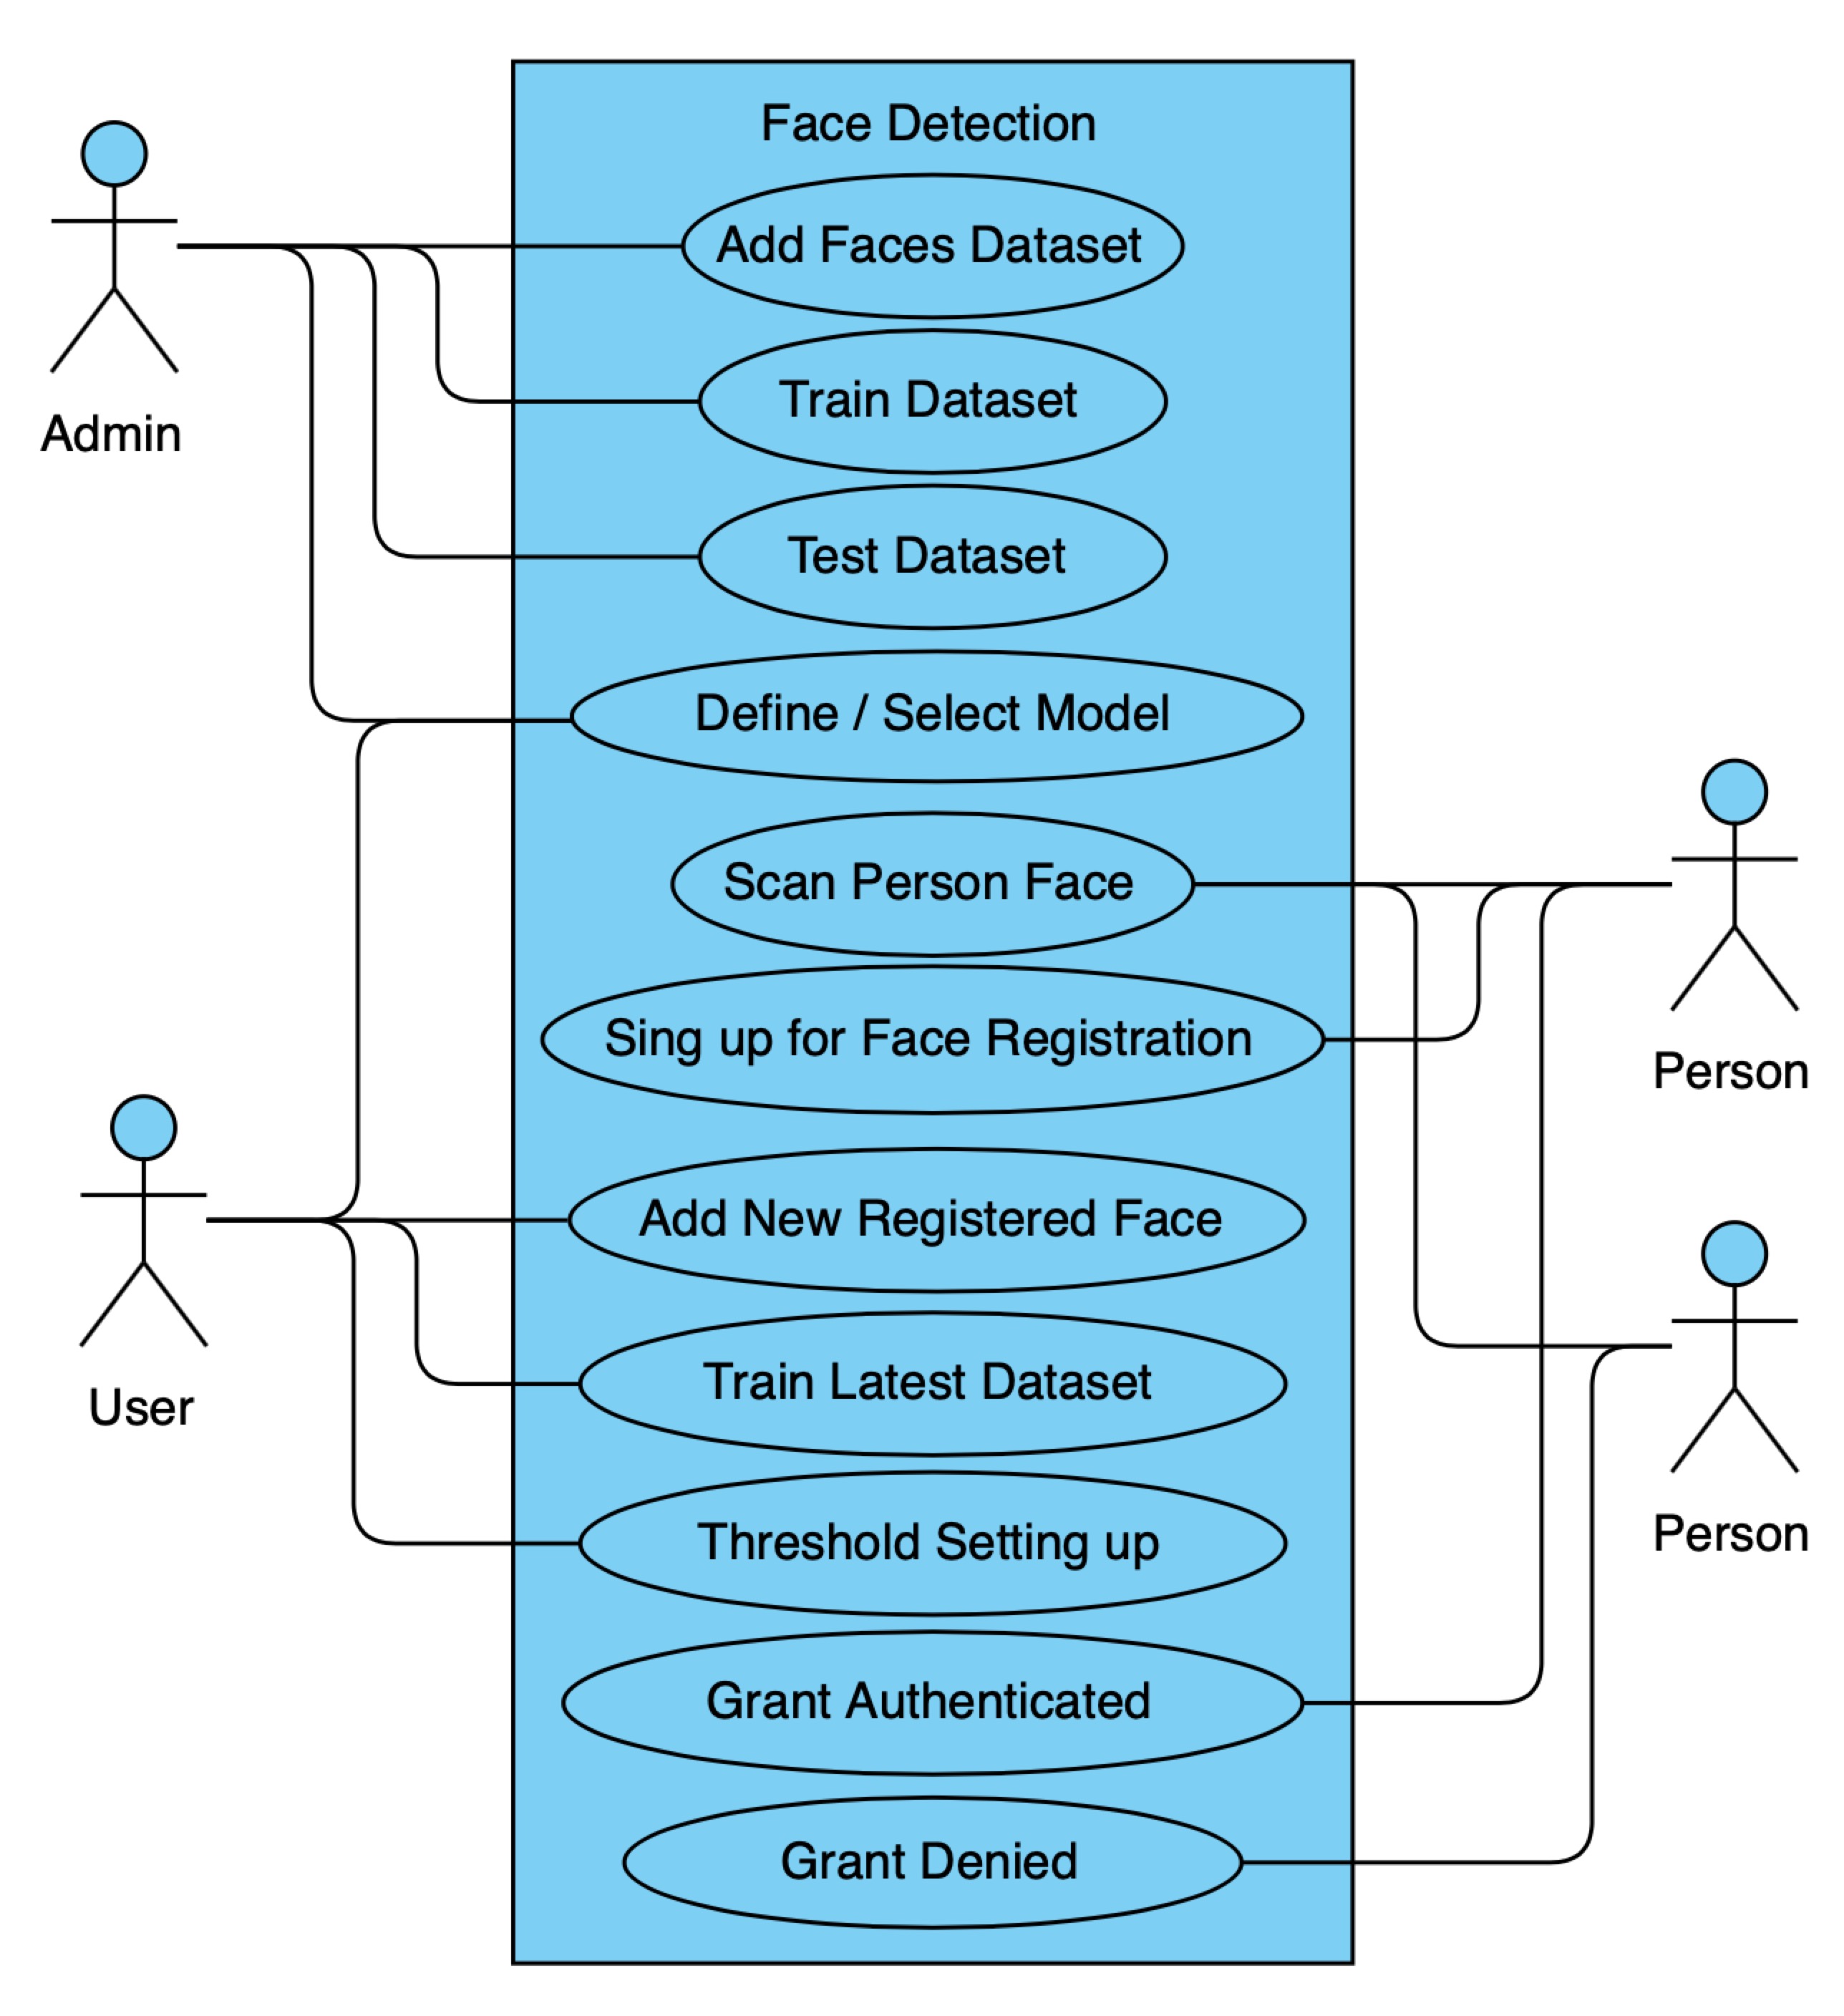 Face Detection
Add Faces Dataset
Train Dataset
Admin
Test Dataset
Define / Select Model
Scan Person Face
Sing up for Face Registration
Person
Add New Registered Face
Train Latest Dataset
User
Person
Threshold Setting up
Grant Authenticated
Grant Denied